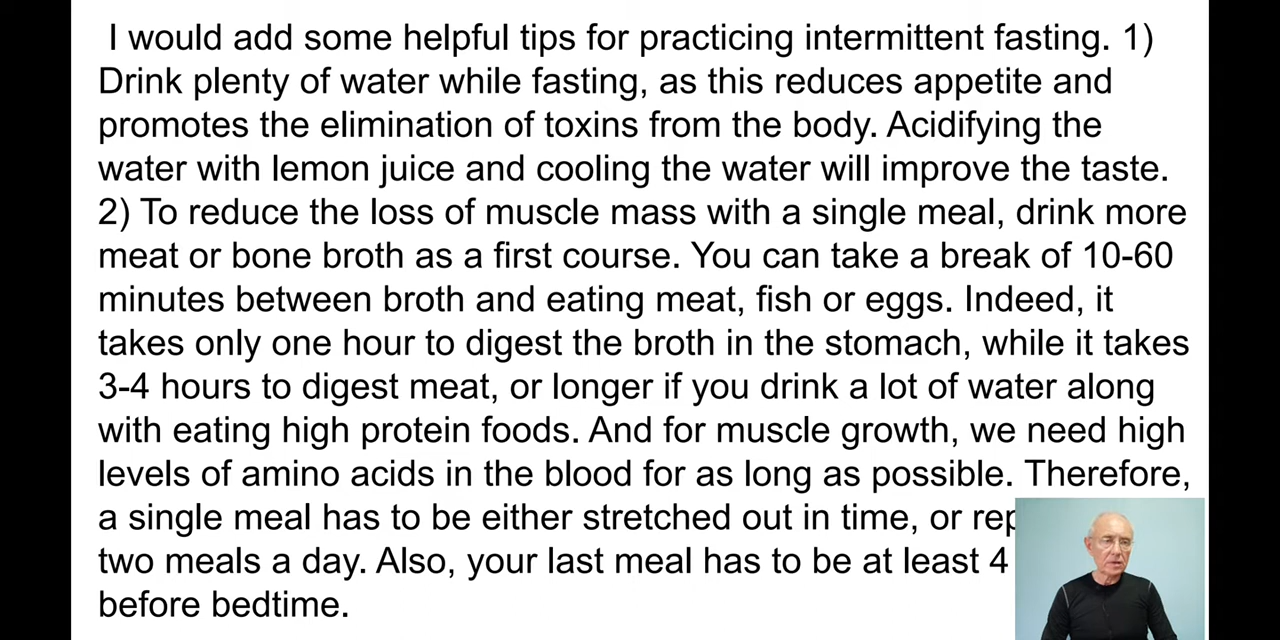 I would add some helpful tips for practicing intermittent fasting. 1)
Drink plenty of water while fasting, as this reduces appetite and
promotes the elimination of toxins from the body. Acidifying the
water with lemon juice and cooling the water will improve the taste.
2) To reduce the loss of muscle mass with a single meal, drink more
meat or bone broth as a first course. You can take a break of 10-60
minutes between broth and eating meat, fish or eggs. Indeed, it
takes only one hour to digest the broth in the stomach, while it takes
3-4 hours to digest meat, or longer if you drink a lot of water along
with eating high protein foods. And for muscle growth, we need high
levels of amino acids in the blood for as long as possible. Therefore,
a single meal has to be either stretched out in time, or
two meals a day. Also, your last meal has to be at least 4
before bedtime.